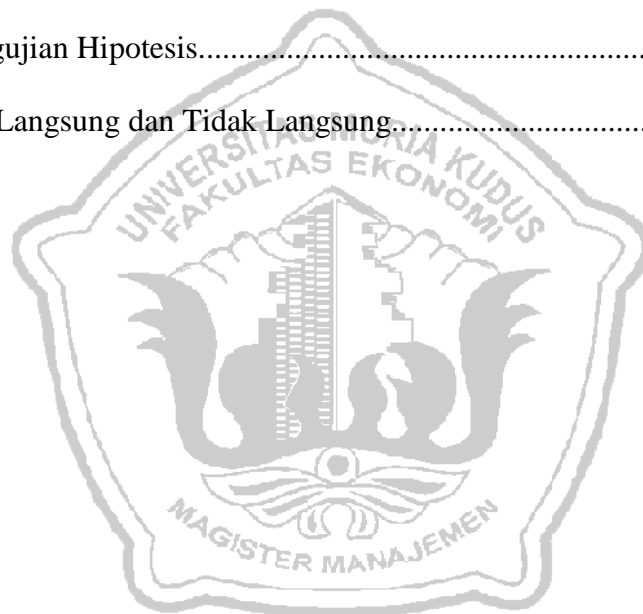 gujian Hipotesis
Langsung dan Tidak Langsung
UNIVERSITAS MURIA KUDUS
FAKULTAS EKONOMI
MAGISTER MANAJEMEN